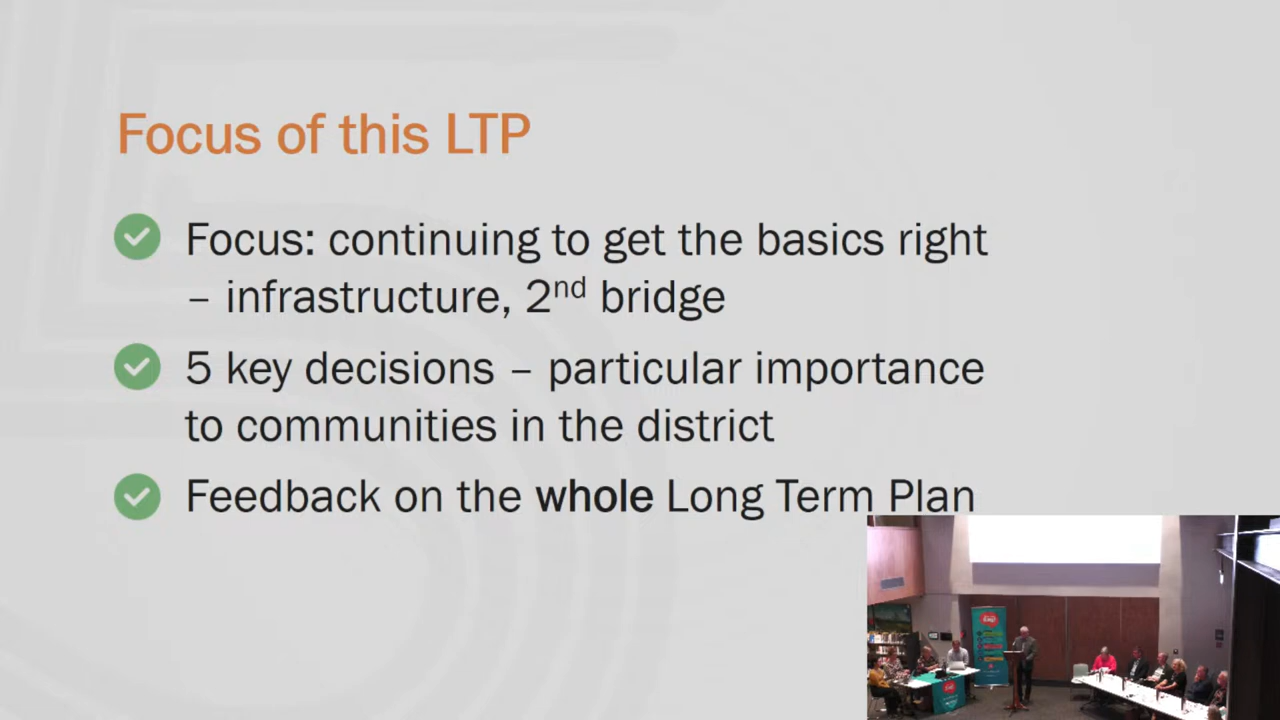 Focus of this LTP
Focus: continuing to get the basics right
– infrastructure, 2nd bridge
5 key decisions – particular importance
to communities in the district
Feedback on the whole Long Term Plan